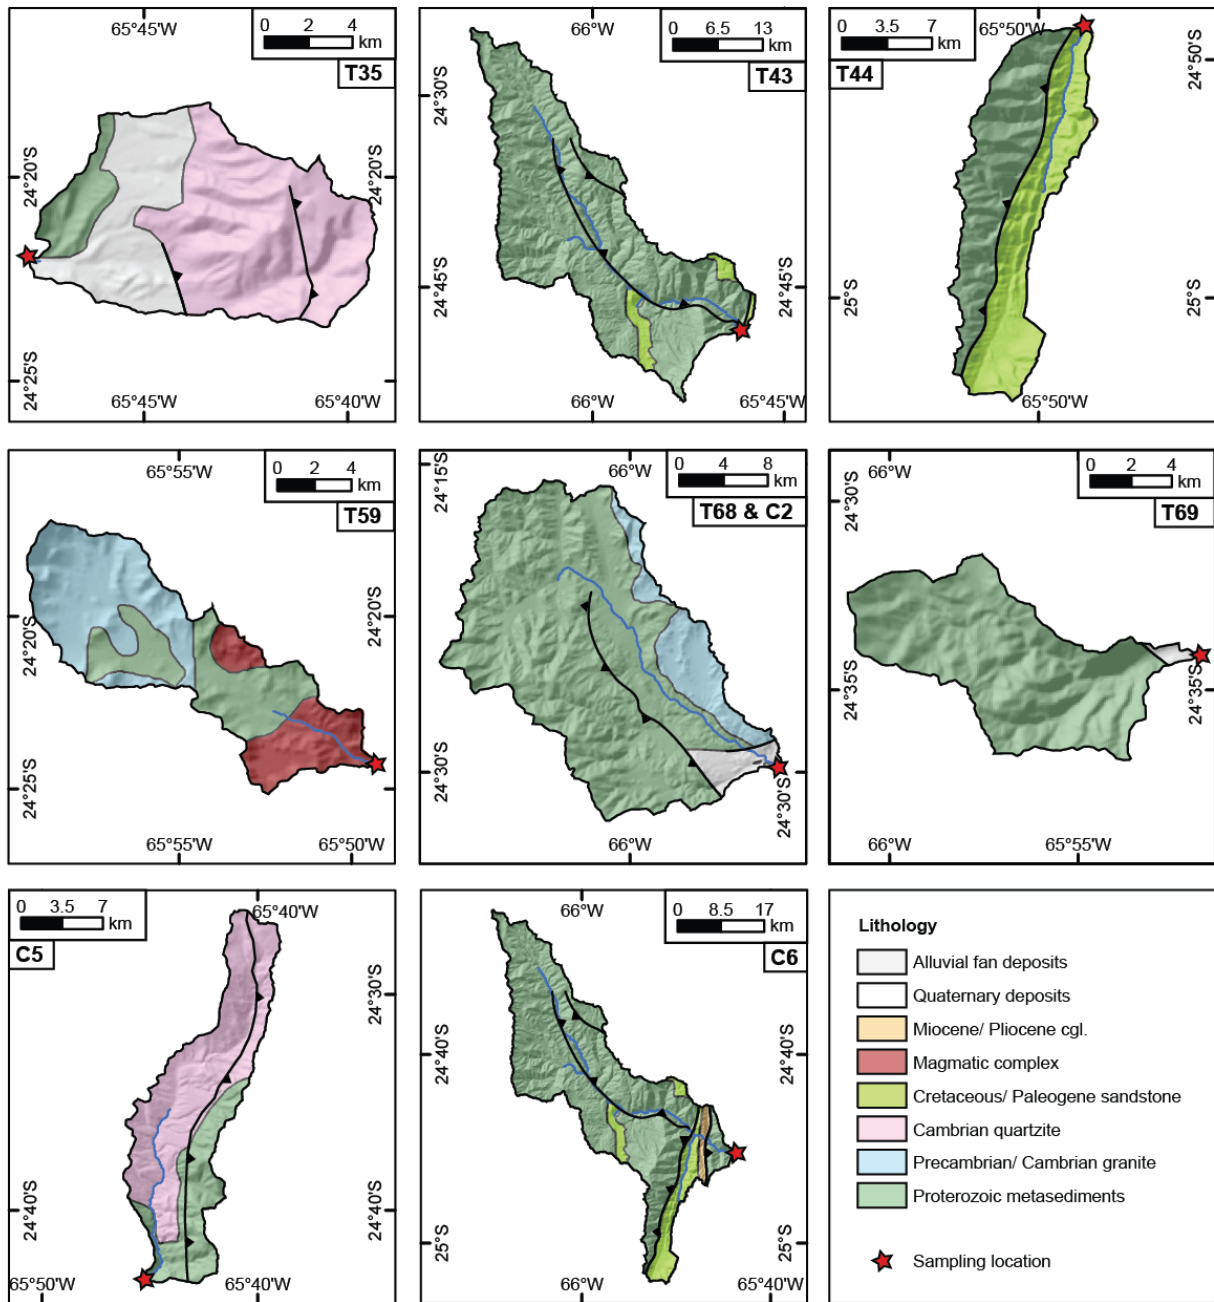 65°45'W
0 2 4
km
T35
24°20'S
24°20'S
24°25'S
65°45'W
65°40'W
66°W
0 6.5 13
km
T43
24°30'S
24°45'S
24°45'S
66°W
65°45'W
0 3.5 7
km
65°50'W
T44
24°50'S
25°S
25°S
65°50'W
65°55'W
0 2 4
km
T59
24°20'S
24°20'S
24°25'S
65°55'W
65°50'W
24°15'S
66°W
0 4 8
km
T68 & C2
24°30'S
24°30'S
66°W
66°W
0 2 4
km
T69
24°30'S
24°35'S
24°35'S
66°W
65°55'W
0 3.5 7
km
65°40'W
C5
24°30'S
24°40'S
24°40'S
65°50'W
65°40'W
66°W
0 8.5 17
km
C6
24°40'S
24°40'S
25°S
25°S
66°W
65°40'W
Lithology
Alluvial fan deposits
Quaternary deposits
Miocene/ Pliocene cgl.
Magmatic complex
Cretaceous/ Paleogene sandstone
Cambrian quartzite
Precambrian/ Cambrian granite
Proterozoic metasediments
Sampling location